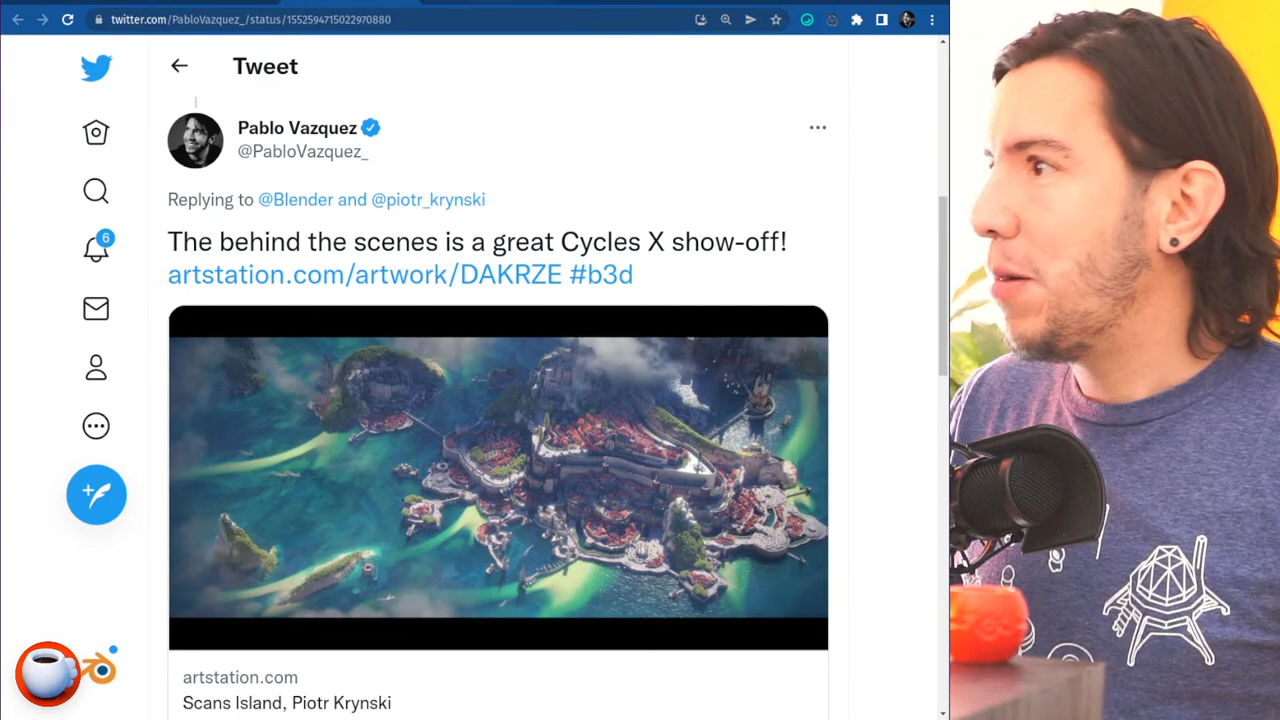 twitter.com/PabloVazquez_/status/1552594715022970880
Tweet
Pablo Vazquez
@PabloVazquez_
Replying to @Blender and @piotr_krynski
The behind the scenes is a great Cycles X show-off!
artstation.com/artwork/DAKRZE #b3d
6
artstation.com
Scans Island, Piotr Krynski